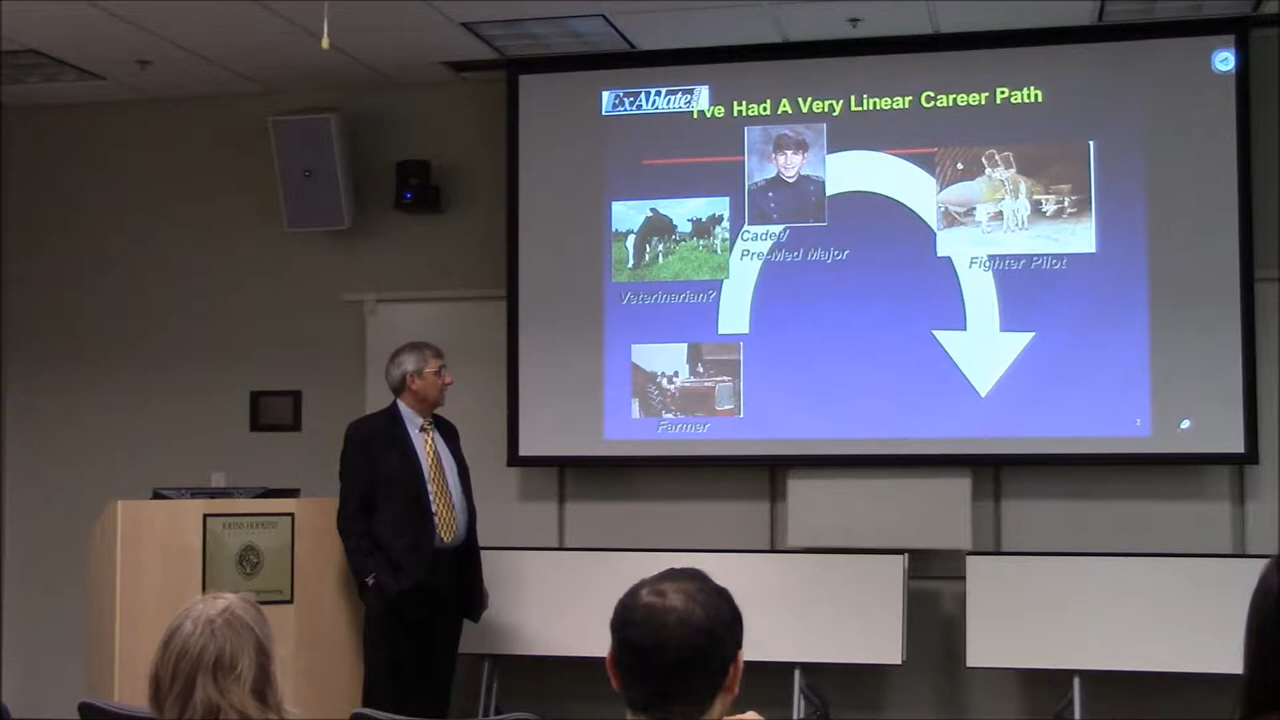 ExAblate
I've Had A Very Linear Career Path
Cadet/
Pre-Med Major
Fighter Pilot
Veterinarian?
Farmer
JOHNS HOPKINS